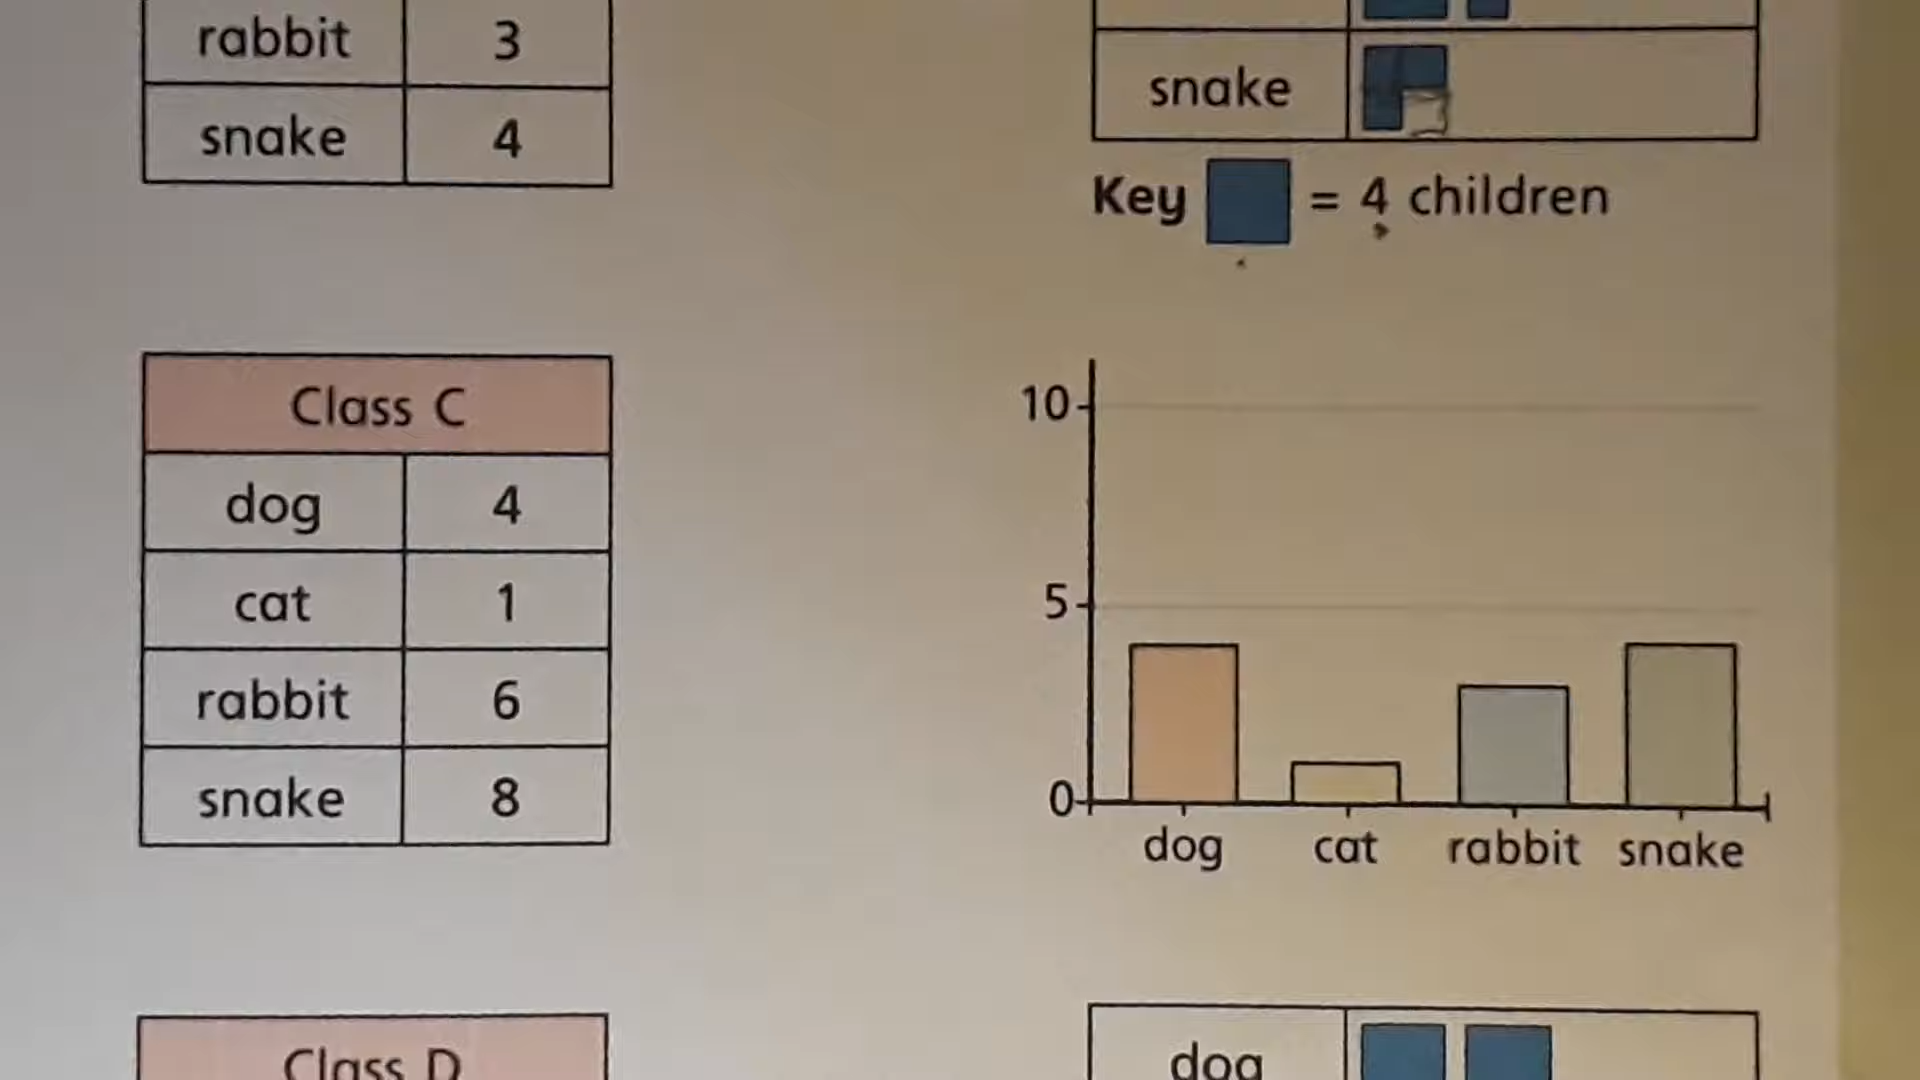 rabbit 3
snake 4
snake
Key = 4 children
Class C
dog 4
cat 1
rabbit 6
snake 8
10
5
0
dog cat rabbit snake
Class D
dog